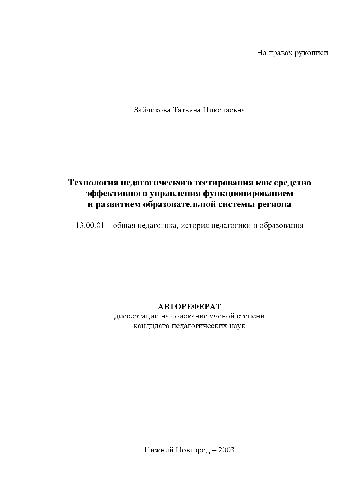 На правах рукописи
Татьяна Николаевна
Технология педагогического тестирования как средство
эффективного управления функционированием
и развитием образовательной системы региона
13.00.01 – общая педагогика, история педагогики и образования
АВТОРЕФЕРАТ
диссертации на соискание ученой степени
кандидата педагогических наук
Нижний Новгород – 2003